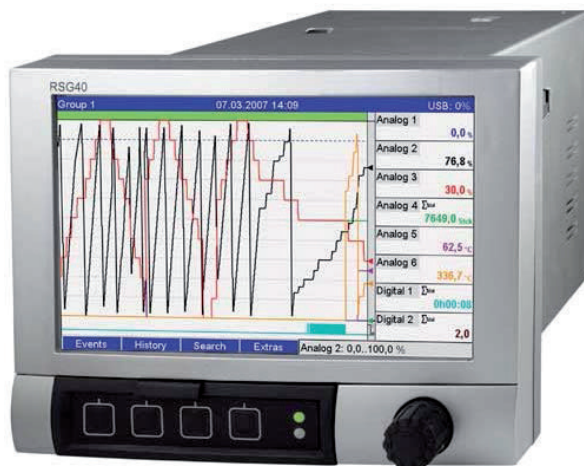 RSG40
Group 1 07.03.2007 14:09 USB: 0%
Analog 1
0,0 %
Analog 2
76,8 %
Analog 3
30,0 %
Analog 4 Σ
7649,0 Stck
Analog 5
62,5 °C
Analog 6
336,7 °C
Digital 1 Σ
0h00:08
Digital 2 Σ
2,0
Events History Search Extras Analog 2: 0,0..100,0 %